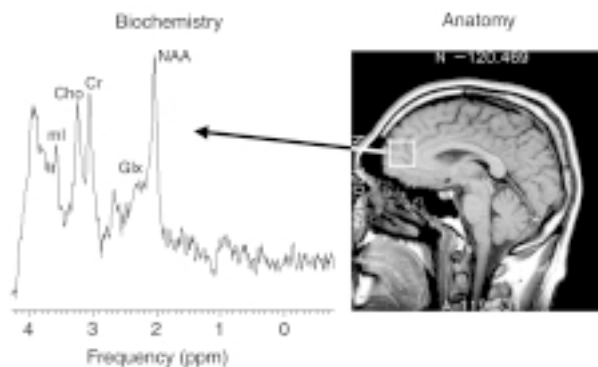 Biochemistry
Anatomy
N -120.469
NAA
Cr
Cho
mI
Glx
4 3 2 1 0
Frequency (ppm)